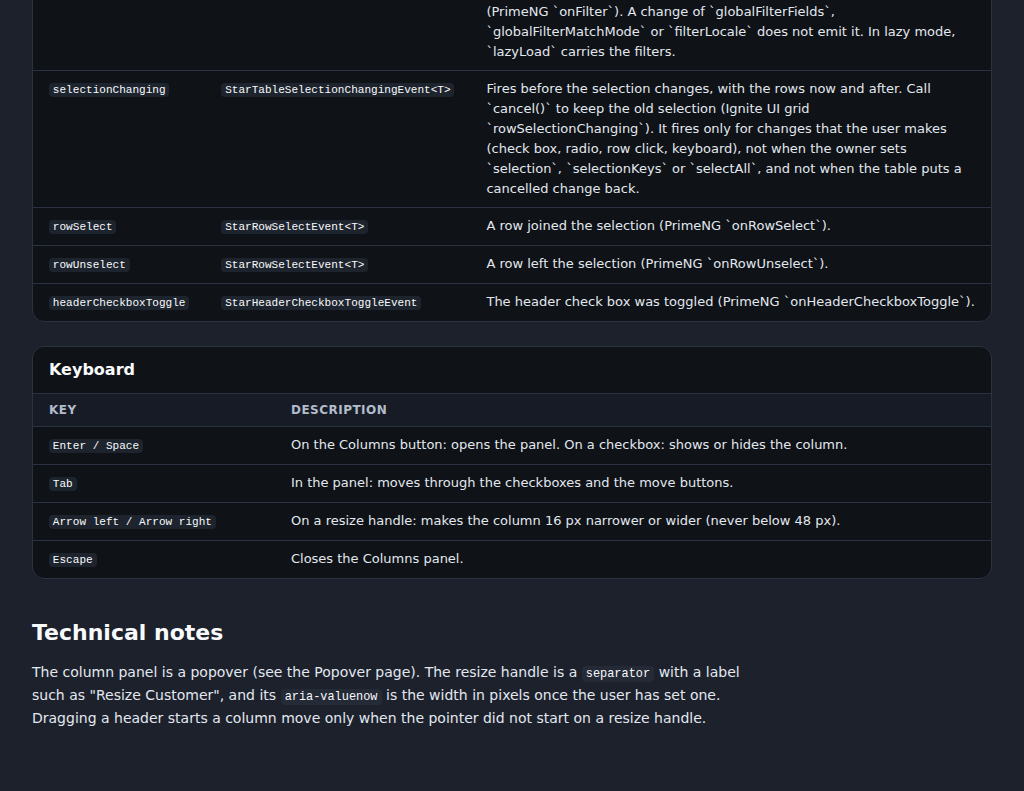 (PrimeNG `onFilter`). A change of `globalFilterFields`,
`globalFilterMatchMode` or `filterLocale` does not emit it. In lazy mode,
`lazyLoad` carries the filters.
selectionChanging StarTableSelectionChangingEvent<T> Fires before the selection changes, with the rows now and after. Call
`cancel()` to keep the old selection (Ignite UI grid
`rowSelectionChanging`). It fires only for changes that the user makes
(check box, radio, row click, keyboard), not when the owner sets
`selection`, `selectionKeys` or `selectAll`, and not when the table puts a
cancelled change back.
rowSelect StarRowSelectEvent<T> A row joined the selection (PrimeNG `onRowSelect`).
rowUnselect StarRowSelectEvent<T> A row left the selection (PrimeNG `onRowUnselect`).
headerCheckboxToggle StarHeaderCheckboxToggleEvent The header check box was toggled (PrimeNG `onHeaderCheckboxToggle`).
Keyboard
KEY DESCRIPTION
Enter / Space On the Columns button: opens the panel. On a checkbox: shows or hides the column.
Tab In the panel: moves through the checkboxes and the move buttons.
Arrow left / Arrow right On a resize handle: makes the column 16 px narrower or wider (never below 48 px).
Escape Closes the Columns panel.
Technical notes
The column panel is a popover (see the Popover page). The resize handle is a separator with a label
such as "Resize Customer", and its aria-valuenow is the width in pixels once the user has set one.
Dragging a header starts a column move only when the pointer did not start on a resize handle.